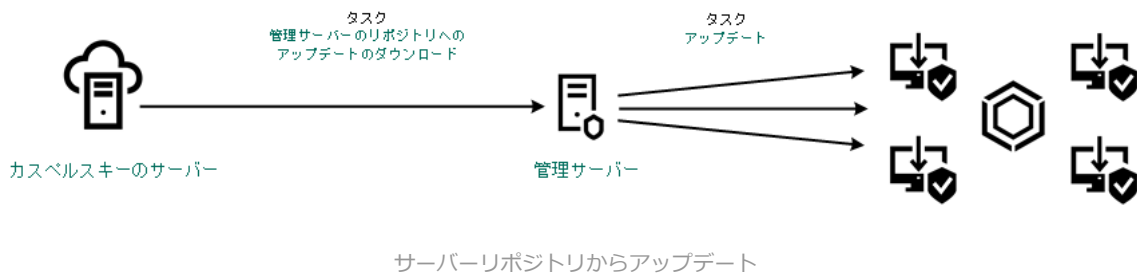 タスク
管理サーバーのリポジトリへの
アップデートのダウンロード
タスク
アップデート
カスペルスキーのサーバー
管理サーバー
サーバーリポジトリからアップデート